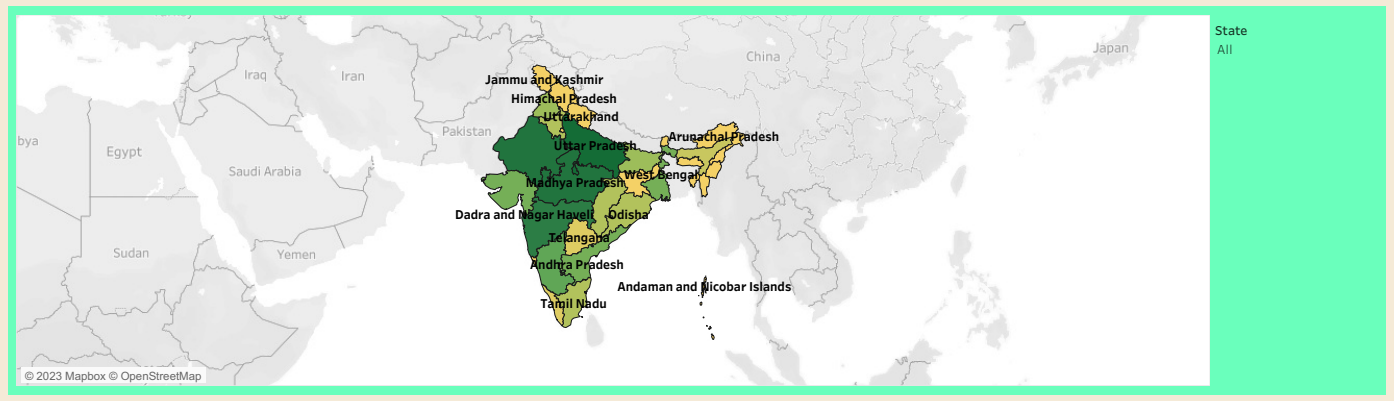 State
All
China
Japan
Iraq
Iran
Jammu and Kashmir
Himachal Pradesh
Uttarakhand
Pakistan
Arunachal Pradesh
bya
Egypt
Uttar Pradesh
Saudi Arabia
West Bengal
Madhya Pradesh
Dadra and Nagar Haveli
Odisha
Telangana
Sudan
Yemen
Andhra Pradesh
Andaman and Nicobar Islands
Tamil Nadu
© 2023 Mapbox © OpenStreetMap